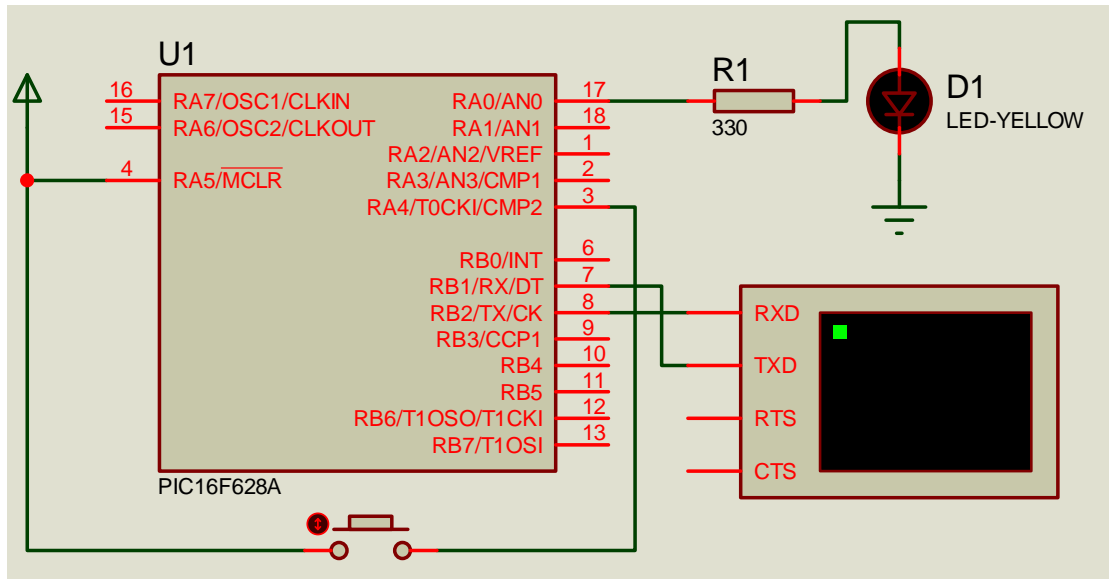 U1
16
RA7/OSC1/CLKIN
15
RA6/OSC2/CLKOUT
4
RA5/MCLR
RA0/AN0
17
RA1/AN1
18
RA2/AN2/VREF
1
RA3/AN3/CMP1
2
RA4/T0CKI/CMP2
3
RB0/INT
6
RB1/RX/DT
7
RB2/TX/CK
8
RB3/CCP1
9
RB4
10
RB5
11
RB6/T1OSO/T1CKI
12
RB7/T1OSI
13
PIC16F628A
R1
330
D1
LED-YELLOW
RXD
TXD
RTS
CTS